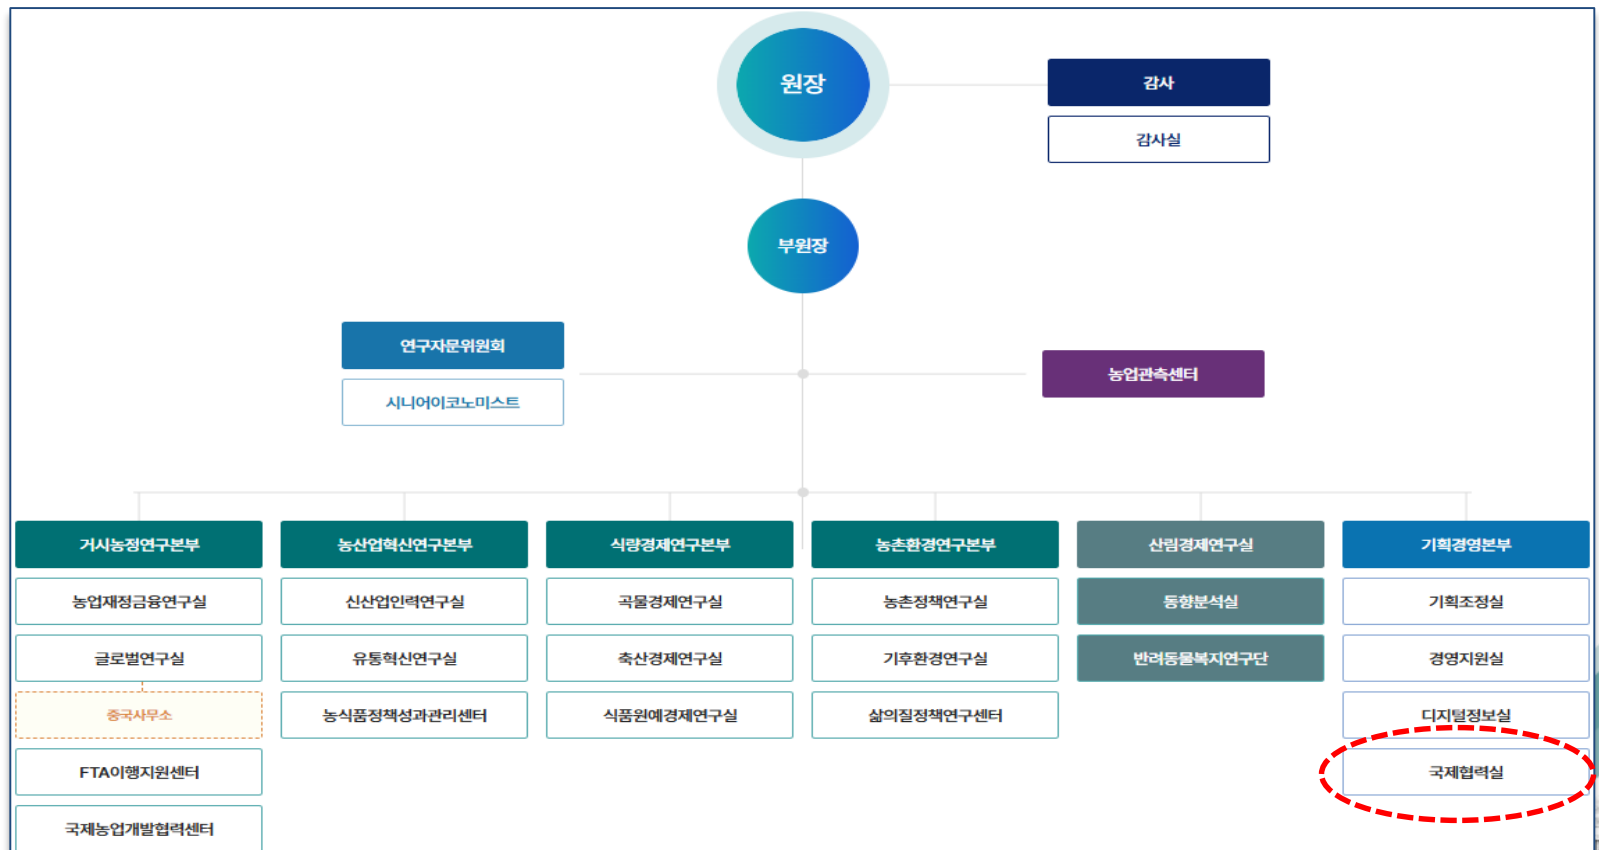 원장
감사
감사실
부원장
연구자문위원회
시니어이코노미스트
농업관측센터
거시농정연구본부
농업재정금융연구실
글로벌연구실
중국사무소
FTA이행지원센터
국제농업개발협력센터
농산업혁신연구본부
신산업인력연구실
유통혁신연구실
농식품정책성과관리센터
식량경제연구본부
곡물경제연구실
축산경제연구실
식품원예경제연구실
농촌환경연구본부
농촌정책연구실
기후환경연구실
삶의질정책연구센터
산림경제연구실
동향분석실
반려동물복지연구단
기획경영본부
기획조정실
경영지원실
디지털정보실
국제협력실